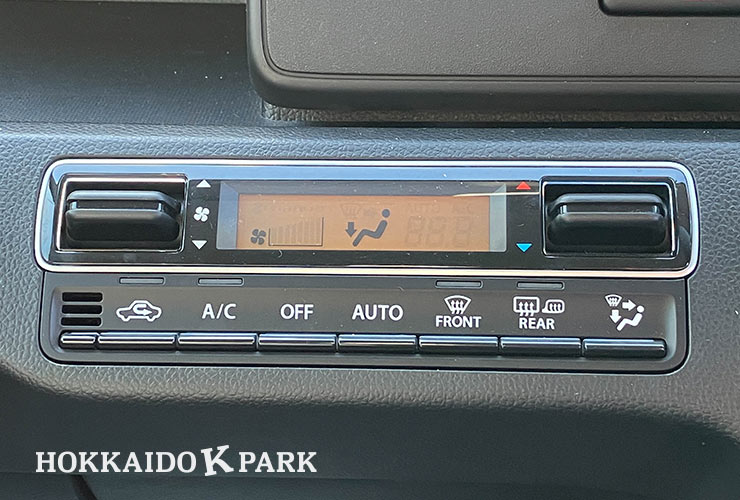 A/C OFF AUTO FRONT REAR
HOKKAIDO K PARK